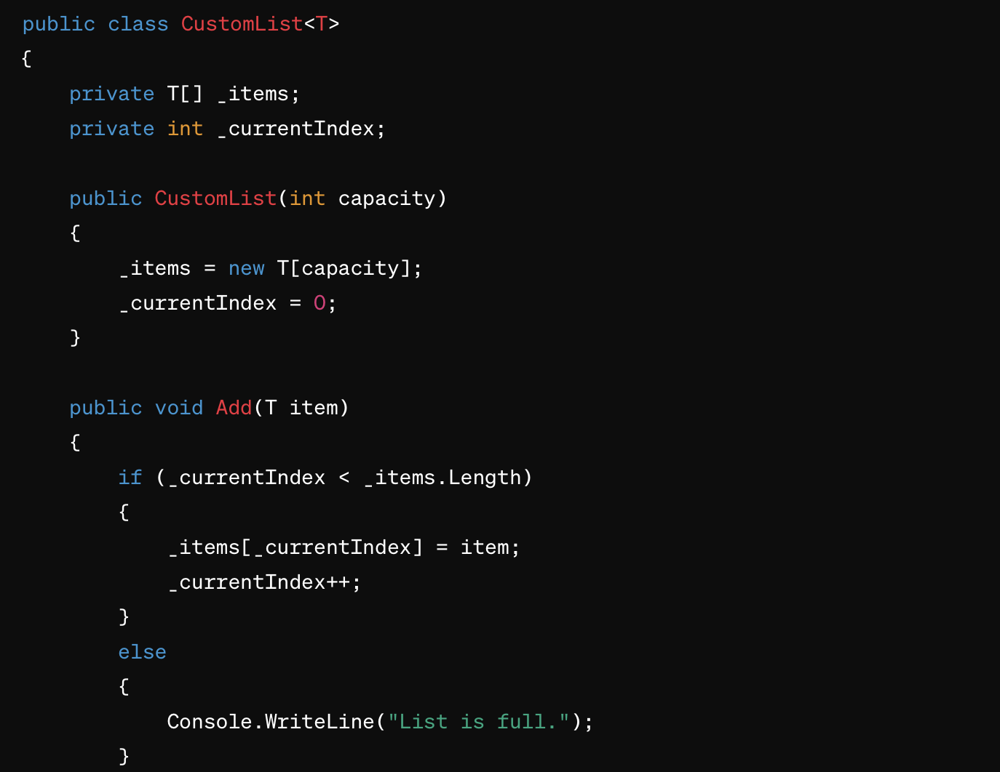 public class CustomList<T>
{
    private T[] _items;
    private int _currentIndex;

    public CustomList(int capacity)
    {
        _items = new T[capacity];
        _currentIndex = 0;
    }

    public void Add(T item)
    {
        if (_currentIndex < _items.Length)
        {
            _items[_currentIndex] = item;
            _currentIndex++;
        }
        else
        {
            Console.WriteLine("List is full.");
        }